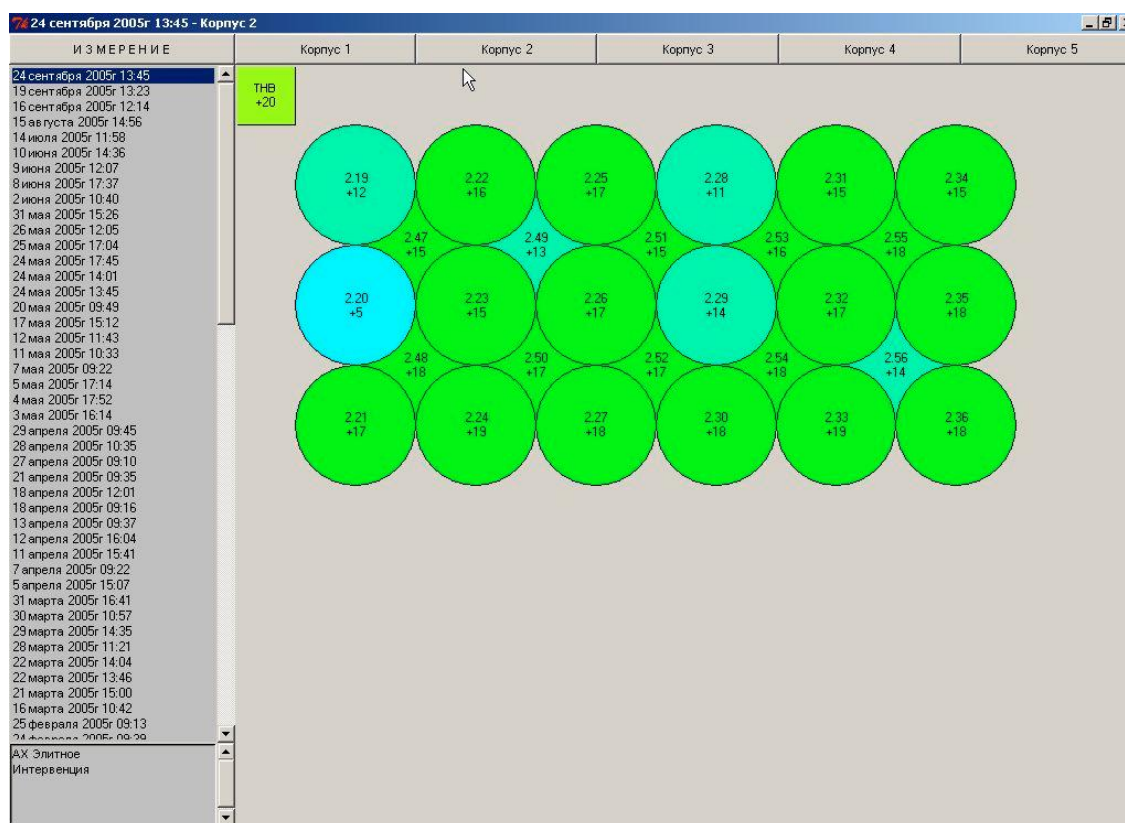 24 сентября 2005г 13:45 - Корпус 2
ИЗМЕРЕНИЕ
Корпус 1
Корпус 2
Корпус 3
Корпус 4
Корпус 5
24 сентября 2005г 13:45
19 сентября 2005г 13:23
16 сентября 2005г 12:14
15 августа 2005г 14:56
14 июля 2005г 11:58
10 июня 2005г 14:36
9 июня 2005г 12:07
8 июня 2005г 17:37
2 июня 2005г 10:40
31 мая 2005г 15:26
26 мая 2005г 12:05
25 мая 2005г 17:04
24 мая 2005г 17:45
24 мая 2005г 14:01
24 мая 2005г 13:45
20 мая 2005г 09:49
17 мая 2005г 15:12
12 мая 2005г 11:43
11 мая 2005г 10:33
7 мая 2005г 09:22
5 мая 2005г 17:14
4 мая 2005г 17:52
3 мая 2005г 16:14
29 апреля 2005г 09:45
28 апреля 2005г 10:35
27 апреля 2005г 09:10
21 апреля 2005г 09:35
18 апреля 2005г 12:01
18 апреля 2005г 09:16
13 апреля 2005г 09:37
12 апреля 2005г 16:04
11 апреля 2005г 15:41
7 апреля 2005г 09:22
5 апреля 2005г 15:07
31 марта 2005г 16:41
30 марта 2005г 10:57
29 марта 2005г 14:35
28 марта 2005г 11:21
22 марта 2005г 14:04
22 марта 2005г 13:46
21 марта 2005г 15:00
16 марта 2005г 10:42
25 февраля 2005г 09:13
24 февраля 2005г 09:39
АХ Элитное
Интервенция
ТНВ
+20
2.19
+12
2.22
+16
2.25
+17
2.28
+11
2.31
+15
2.34
+15
2.47
+15
2.49
+13
2.51
+15
2.53
+16
2.55
+18
2.20
+5
2.23
+15
2.26
+17
2.29
+14
2.32
+17
2.35
+18
2.48
+18
2.50
+17
2.52
+17
2.54
+18
2.56
+14
2.21
+17
2.24
+19
2.27
+18
2.30
+18
2.33
+19
2.36
+18